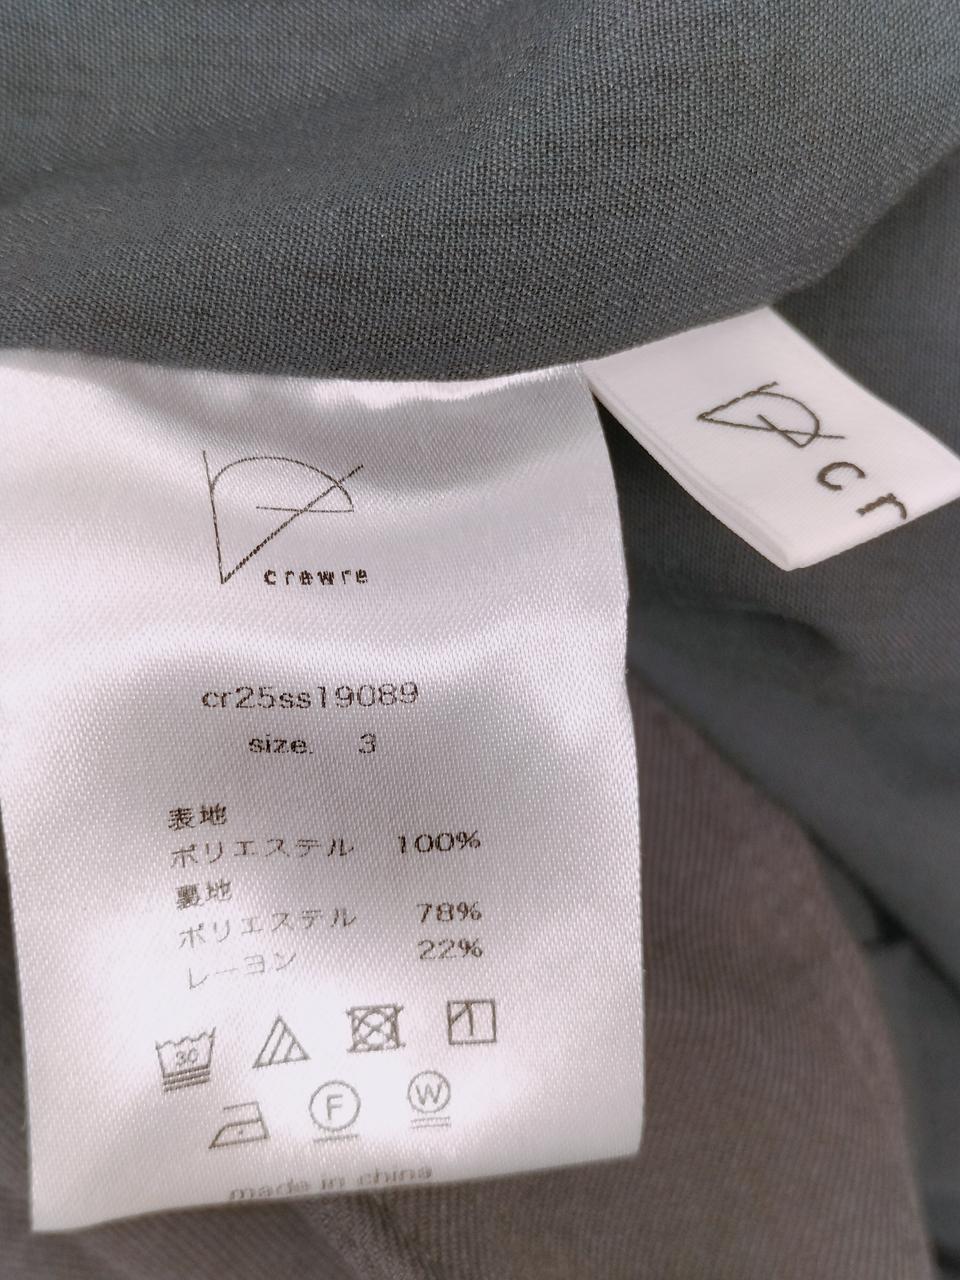 crewre
cr
cr25ss19089
size. 3
表地
ポリエステル 100%
裏地
ポリエステル 78%
レーヨン 22%
30
F
W
made in china